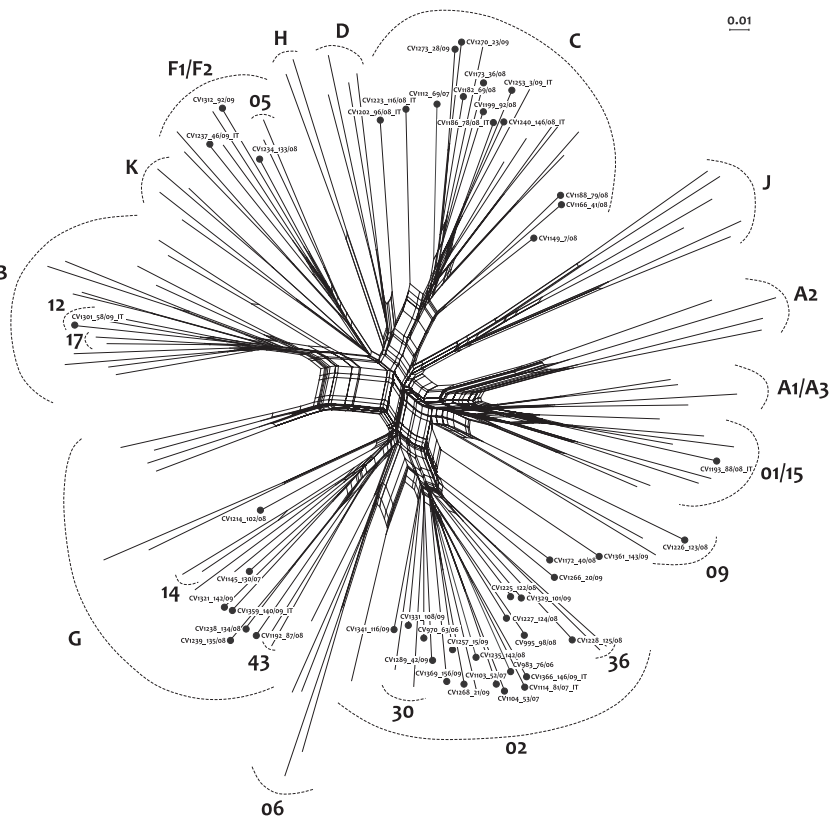 0.01
H
D
C
F1/F2
CV1270_23/09
CV1273_28/09
CV1173_36/08
CV1253_3/09_IT
CV1312_92/09
05
CV1223_116/08_IT
CV1112_69/07
CV1182_69/08
CV1202_96/08_IT
CV1199_92/08
CV1186_78/08_IT
CV1240_146/08_IT
CV1237_46/09_IT
CV1234_133/08
K
J
CV1188_79/08
CV1166_41/08
CV1149_7/08
A2
12
CV1301_58/09_IT
17
A1/A3
CV1193_88/08_IT
01/15
CV1214_102/08
CV1226_123/08
CV1172_40/08
CV1361_143/09
09
CV1266_20/09
CV1145_130/07
14
CV1225_122/08
CV1329_101/09
CV1321_142/09
CV1359_140/09_IT
CV1331_108/09
CV1227_124/08
G
CV1238_134/08
CV1341_116/09
CV970_63/06
CV1192_87/08
CV1239_135/08
CV1257_15/09
CV995_98/08
CV1228_125/08
43
CV1289_42/09
CV1235_142/08
36
CV983_76/06
CV1369_156/09
CV1103_52/07
CV1366_146/09_IT
CV1268_21/09
CV1114_81/07_IT
CV1104_53/07
30
02
06